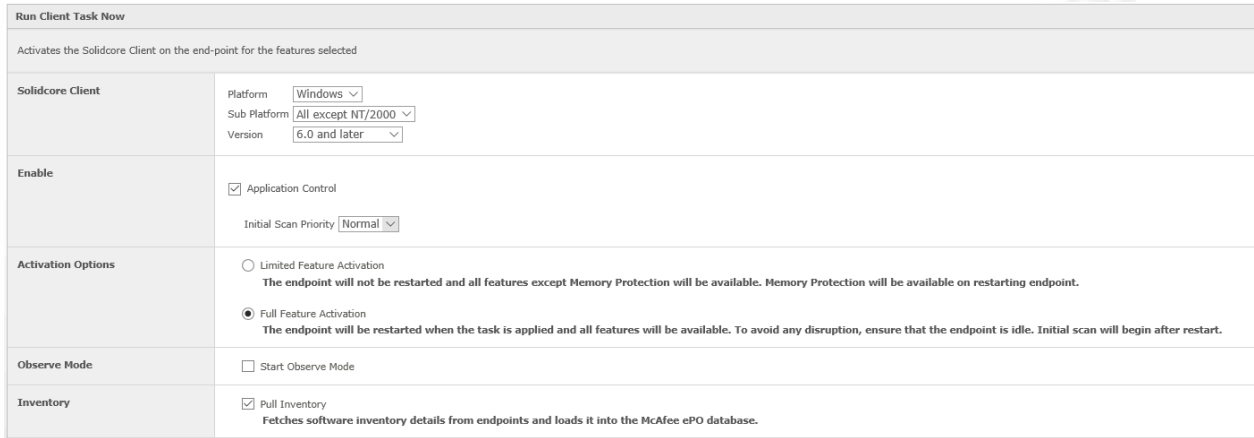 Run Client Task Now
Activates the Solidcore Client on the end-point for the features selected
Solidcore Client
Platform Windows
Sub Platform All except NT/2000
Version 6.0 and later
Enable
Application Control
Initial Scan Priority Normal
Activation Options
Limited Feature Activation
The endpoint will not be restarted and all features except Memory Protection will be available. Memory Protection will be available on restarting endpoint.
Full Feature Activation
The endpoint will be restarted when the task is applied and all features will be available. To avoid any disruption, ensure that the endpoint is idle. Initial scan will begin after restart.
Observe Mode
Start Observe Mode
Inventory
Pull Inventory
Fetches software inventory details from endpoints and loads it into the McAfee ePO database.